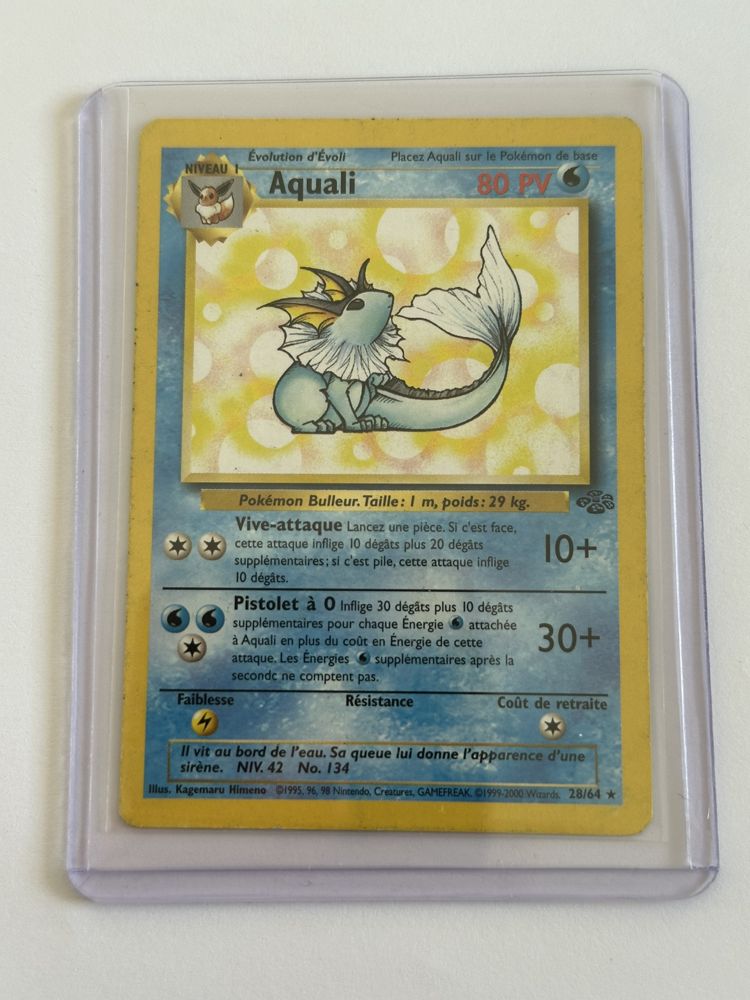 Évolution d'Évoli Placez Aquali sur le Pokémon de base
NIVEAU 1
Aquali 80 PV
Pokémon Bulleur. Taille: 1 m, poids: 29 kg.
Vive-attaque Lancez une pièce. Si c'est face,
cette attaque inflige 10 dégâts plus 20 dégâts
supplémentaires; si c'est pile, cette attaque inflige
10 dégâts.
10+
Pistolet à O Inflige 30 dégâts plus 10 dégâts
supplémentaires pour chaque Énergie attachée
à Aquali en plus du coût en Énergie de cette
attaque. Les Énergies supplémentaires après la
seconde ne comptent pas.
30+
Faiblesse Résistance Coût de retraite
Il vit au bord de l'eau. Sa queue lui donne l'apparence d'une
sirène. NIV. 42 No. 134
Illus. Kagemaru Himeno ©1995, 96, 98 Nintendo, Creatures, GAMEFREAK. ©1999-2000 Wizards. 28/64 ★